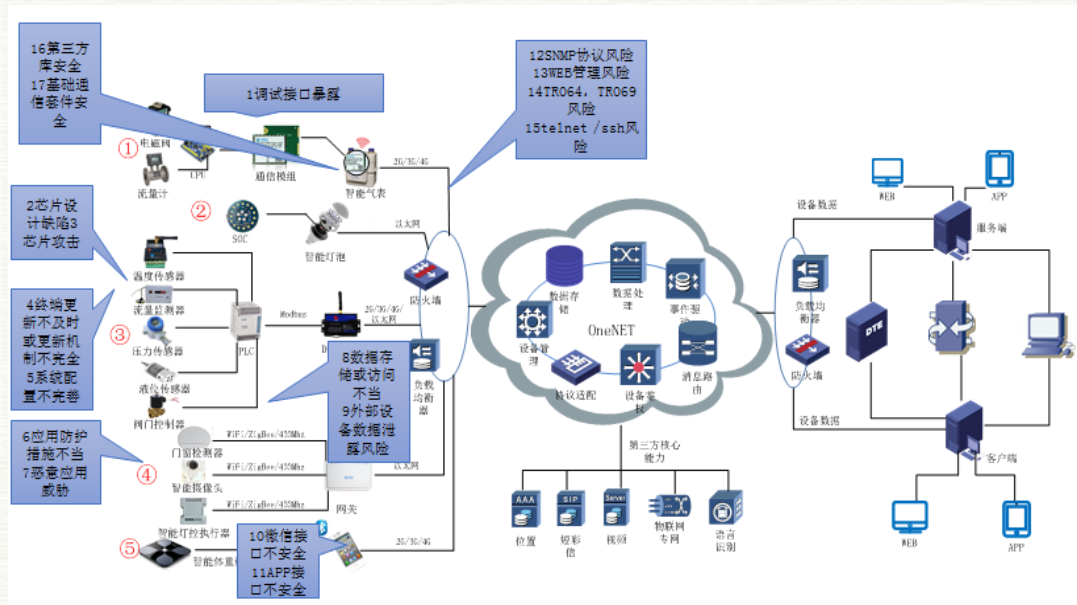 16第三方
库安全
17基础通
信套件安
全
1调试接口暴露
12SNMP协议风险
13WEB管理风险
14TR064, TR069
风险
15telnet /ssh风
险
①
电磁阀
流量计
CPU
通信模组
智能气表
2G/3G/4G
2芯片设
计缺陷3
芯片攻击
②
SOC
智能灯泡
以太网
温度传感器
4终端更
新不及时
或更新机
制不完全
5系统配
置不完善
流量监测器
③
压力传感器
PLC
Modbus
2G/3G/4G/
以太网
液位传感器
阀门控制器
8数据存
储或访问
不当
9外部设
备数据泄
露风险
防火墙
负载
均衡
器
6应用防护
措施不当
7恶意应用
威胁
④
门窗检测器
WiFi/ZigBee/433Mhz
智能摄像头
WiFi/ZigBee/433Mhz
智能灯控执行器
WiFi/ZigBee/433Mhz
网关
以太网
⑤
智能体重
10微信接
口不安全
11APP接
口不安全
2G/3G/4G
数据存
储
数据处
理
事件驱
OneNET
设备管
理
协议适配
设备鉴
权
消息路
由
第三方核心
能力
AAA
位置
SIP
短彩
信
Server
视频
物联网
专网
语言
识别
设备数据
负载均
衡器
防火墙
设备数据
WEB
APP
服务端
DTE
客户端
WEB
APP